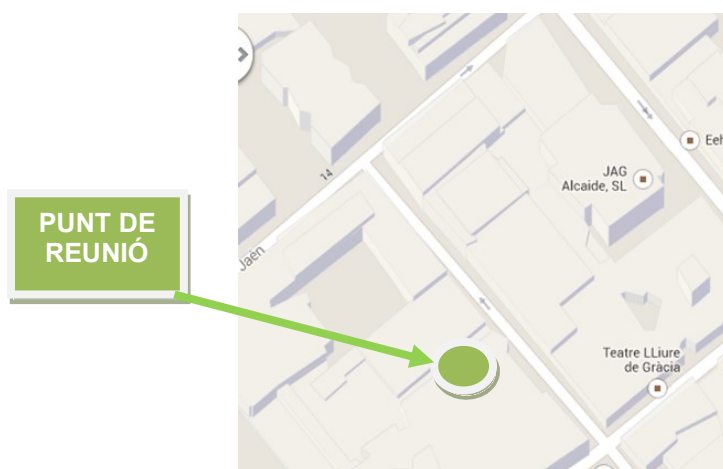 PUNT DE
REUNIÓ
14
Jaén
JAG
Alcaide, SL
Eeh
Teatre LLiure
de Gràcia